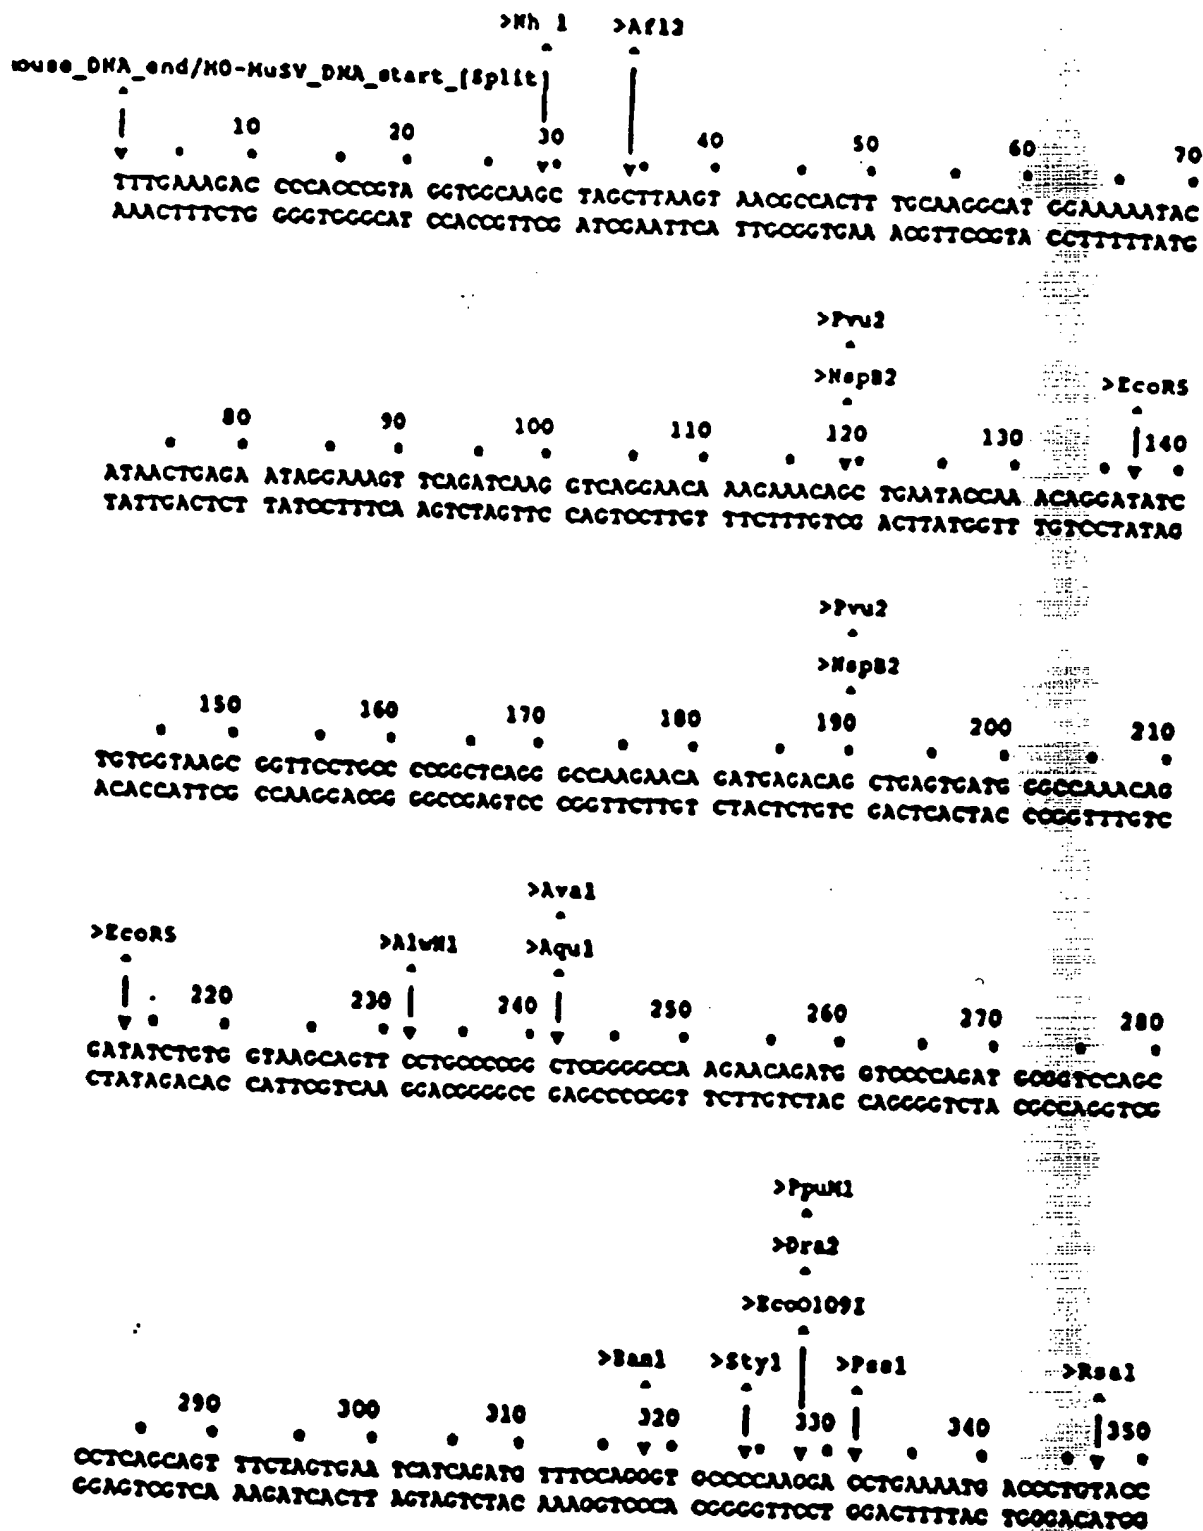 >Nh 1 >Afl2
ouse_DNA_end/MO-MuSV_DNA_start_[Split]
10 20 30 40 50 60 70
TTTGAAAGAC CCCACCCGTA GGTGGCAAGC TAGCTTAAGT AACGCCACTT TGCAAGGCAT GGAAAAATAC
AAACTTTCTG GGGTGGGCAT CCACCGTTCG ATCGAATTCA TTGCGGTGAA ACGTTCCGTA CCTTTTTATG
>Pvu2
>NspB2 >EcoR5
80 90 100 110 120 130 140
ATAACTGAGA ATAGGAAAGT TCAGATCAAG GTCAGGAACA AAGAAACAGC TGAATACCAA ACAGGATATC
TATTGACTCT TATCCTTTCA AGTCTAGTTC CAGTCCTTGT TTCTTTGTCG ACTTATGGTT TGTCCTATAG
>Pvu2
>NspB2
150 160 170 180 190 200 210
TGTGGTAAGC GGTTCCTGCC CCGGCTCAGG GCCAAGAACA GATGAGACAG CTGAGTGATG GGCCAAACAG
ACACCATTCG CCAAGGACGG GGCCGAGTCC CGGTTCTTGT CTACTCTGTC GACTCACTAC CCGGTTTGTC
>Ava1
>EcoR5 >AlwN1 >Aqu1
220 230 240 250 260 270 280
GATATCTGTG GTAAGCAGTT CCTGCCCCGG CTCGGGGCCA AGAACAGATG GTCCCCAGAT GCGGTCCAGC
CTATAGACAC CATTCGTCAA GGACGGGGCC GAGCCCCGGT TCTTGTCTAC CAGGGGTCTA CGCCAGGTCG
>PpuM1
>Dra2
>EcoO109I
>Ban1 >Sty1 >Pss1 >Rsa1
290 300 310 320 330 340 350
CCTCAGCAGT TTCTAGTGAA TCATCAGATG TTTCCAGGGT GCCCCAAGGA CCTGAAAATG ACCCTGTACC
GGAGTCGTCA AAGATCACTT AGTAGTCTAC AAAGGTCCCA CGGGGTTCCT GGACTTTTAC TGGGACATGG